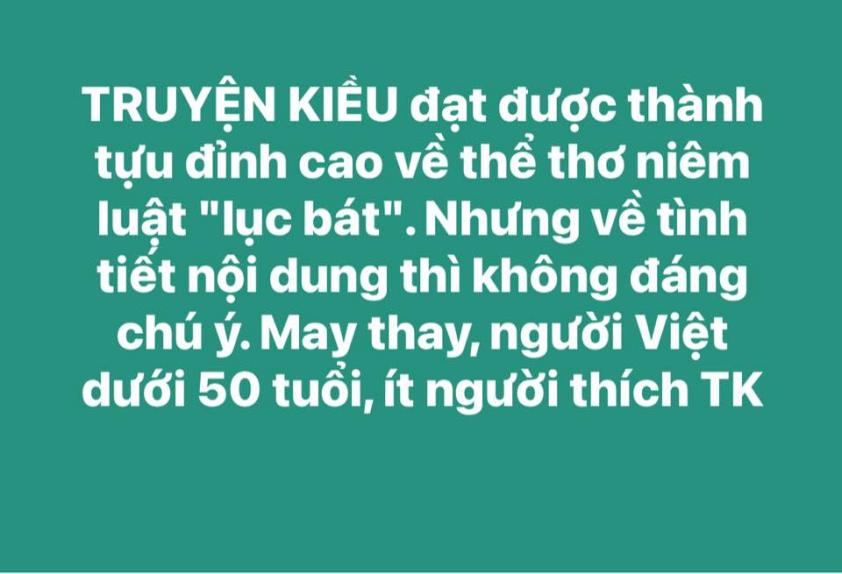 TRUYỆN KIỀU đạt được thành
tựu đỉnh cao về thể thơ niêm
luật "lục bát". Nhưng về tình
tiết nội dung thì không đáng
chú ý. May thay, người Việt
dưới 50 tuổi, ít người thích TK